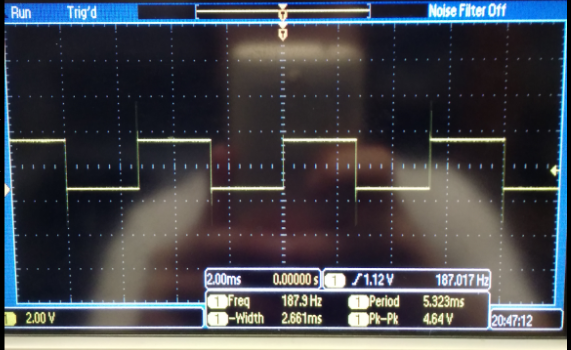 Run Trig'd Noise Filter Off
2.00ms 0.00000 s 1 1.12 V 187.017 Hz
1 Freq 187.9 Hz 1 Period 5.323ms
1 -Width 2.661ms 1 Pk-Pk 4.64 V
2.00 V 20:47:12